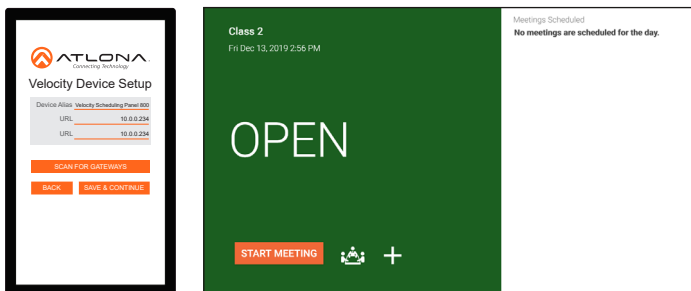 ATLONA.
Connecting Technology
Velocity Device Setup
Device Alias Velocity Scheduling Panel 800
URL 10.0.0.234
URL 10.0.0.234
SCAN FOR GATEWAYS
BACK SAVE & CONTINUE
Class 2
Fri Dec 13, 2019 2:56 PM
OPEN
START MEETING
Meetings Scheduled
No meetings are scheduled for the day.